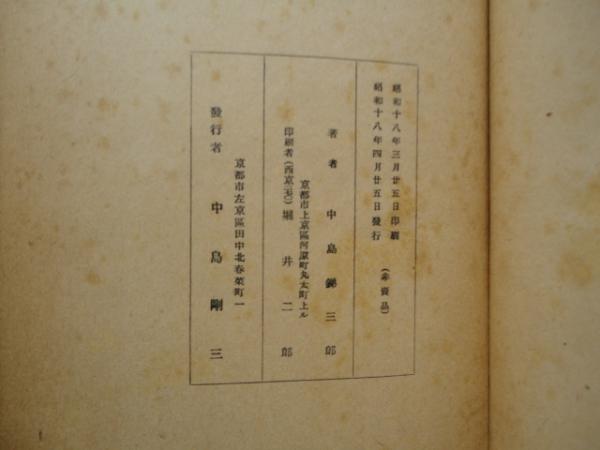 昭和十八年三月廿五日印刷
昭和十八年四月廿五日發行
(非賣品)
著者 中島錦三郎
京都市上京區河原町丸太町上ル
印刷者(西京 )堀井二郎
京都市左京區田中北春菜町一
發行者 中島剛三